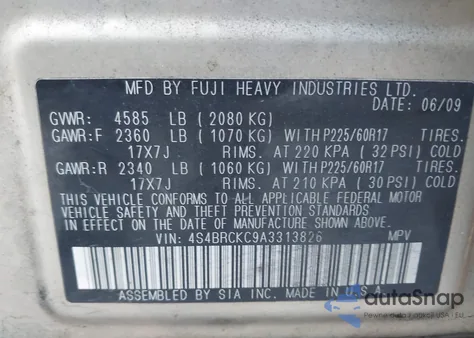 MFD BY FUJI HEAVY INDUSTRIES LTD.
DATE: 06/09
GVWR: 4585 LB (2080 KG)
GAWR:F 2360 LB (1070 KG) WITH P225/60R17 TIRES.
17X7J RIMS. AT 220 KPA (32 PSI) COLD
GAWR:R 2340 LB (1060 KG) WITH P225/60R17 TIRES.
17X7J RIMS. AT 210 KPA (30 PSI) COLD
THIS VEHICLE CONFORMS TO ALL APPLICABLE FEDERAL MOTOR
VEHICLE SAFETY AND THEFT PREVENTION STANDARDS
IN EFFECT ON THE DATE OF MANUFACTURE SHOWN ABOVE.
VIN: 4S4BRCKC9A3313826 MPV
ASSEMBLED BY SIA INC. MADE IN U.S.A
autoSnap